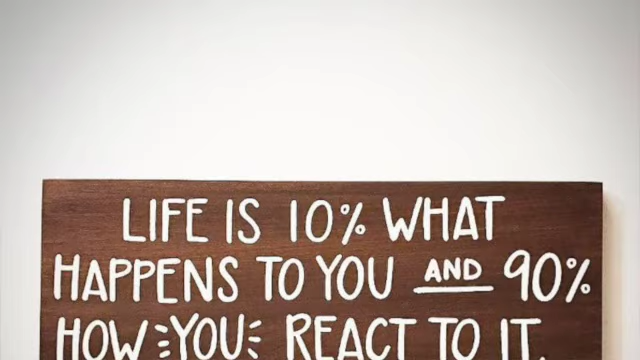 LIFE IS 10% WHAT
HAPPENS TO YOU AND 90%
HOW YOU REACT TO IT